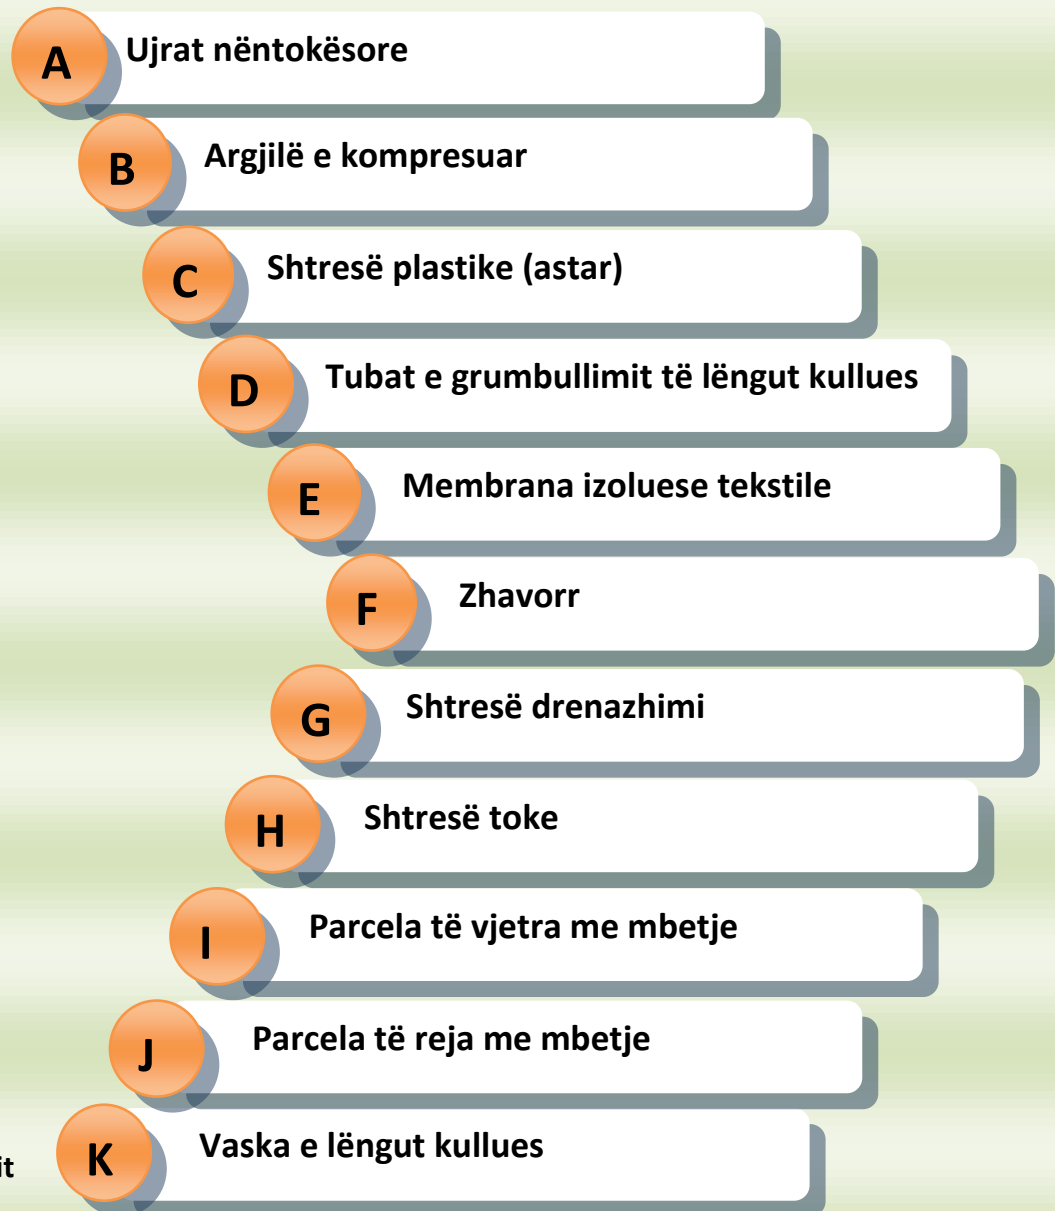 A Ujrat nëntokësore
B Argjilë e kompresuar
C Shtresë plastike (astar)
D Tubat e grumbullimit të lëngut kullues
E Membrana izoluese tekstile
F Zhavorr
G Shtresë drenazhimi
H Shtresë toke
I Parcela të vjetra me mbetje
J Parcela të reja me mbetje
K Vaska e lëngut kullues
it